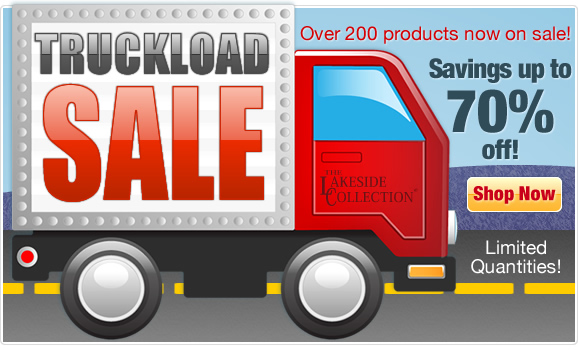 TRUCKLOAD
SALE
Over 200 products now on sale!
Savings up to
70%
off!
THE
LAKESIDE
COLLECTION®
Shop Now
Limited
Quantities!